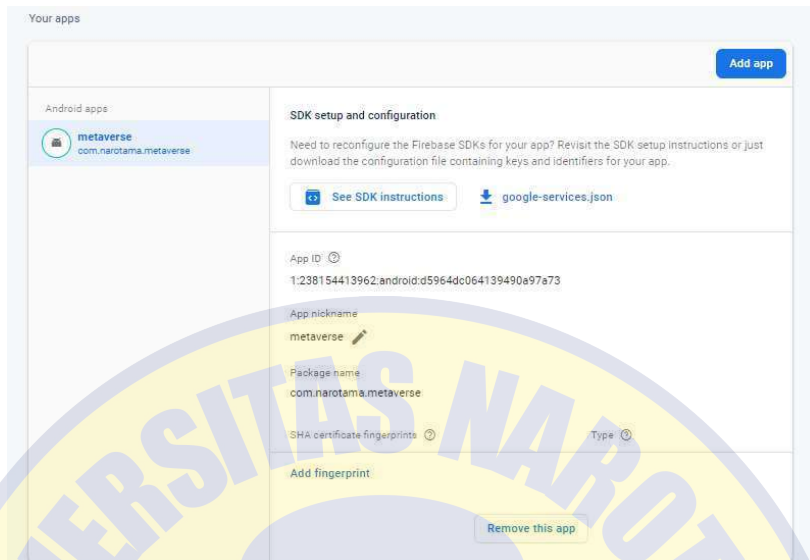 Your apps
Add app
Android apps
metaverse
com.narotama.metaverse
SDK setup and configuration
Need to reconfigure the Firebase SDKs for your app? Revisit the SDK setup instructions or just
download the configuration file containing keys and identifiers for your app.
See SDK instructions
google-services.json
App ID
1:238154413962:android:d5964dc064139490a97a73
App nickname
metaverse
Package name
com.narotama.metaverse
SHA certificate fingerprints
Type
Add fingerprint
Remove this app
ERSITAS NARO